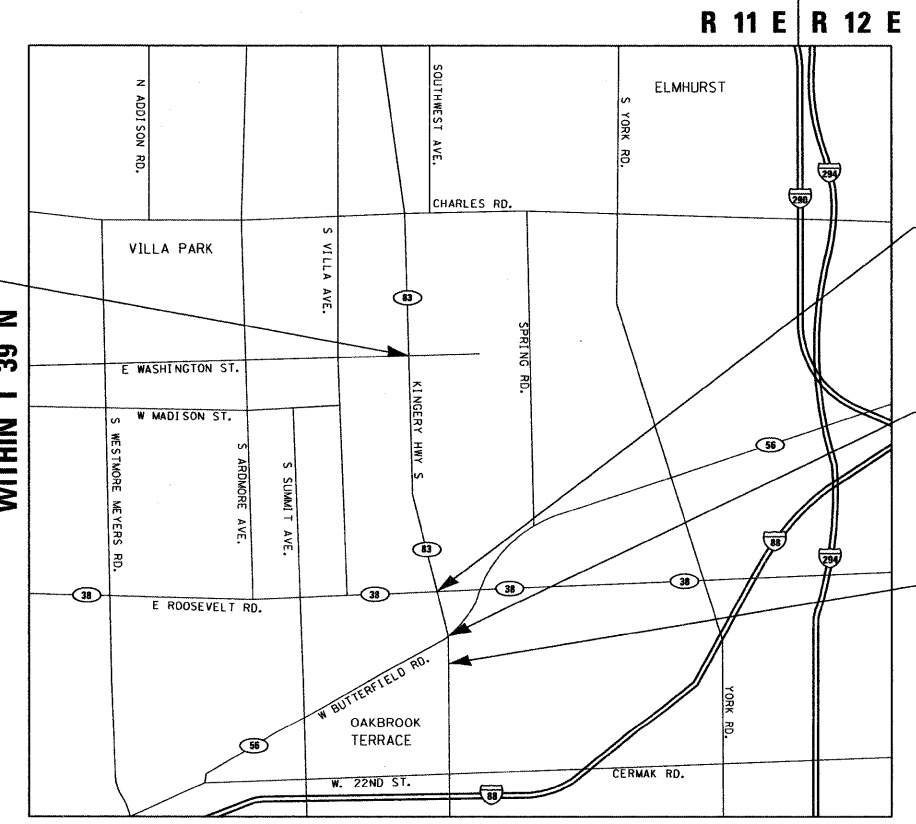 R 11 E R 12 E
N ADDISON RD.
SOUTHWEST AVE.
S YORK RD.
ELMHURST
294
290
CHARLES RD.
VILLA PARK
S VILLA AVE.
83
SPRING RD.
WITHIN T 39 N
E WASHINGTON ST.
W MADISON ST.
KINGERY HWY S
S WESTMORE MEYERS RD.
S ARDMORE AVE.
S SUMMIT AVE.
56
83
88
294
38
38
38
38
E ROOSEVELT RD.
W BUTTERFIELD RD.
OAKBROOK
TERRACE
YORK RD.
56
W. 22ND ST.
CERMAK RD.
88